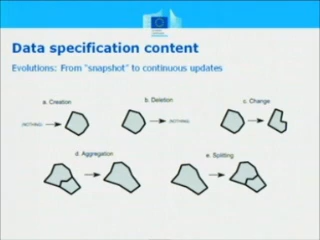 Data specification content
Evolutions: From "snapshot" to continuous updates
a. Creation
b. Deletion
c. Change
(NOTHING)
(NOTHING)
d. Aggregation
e. Splitting